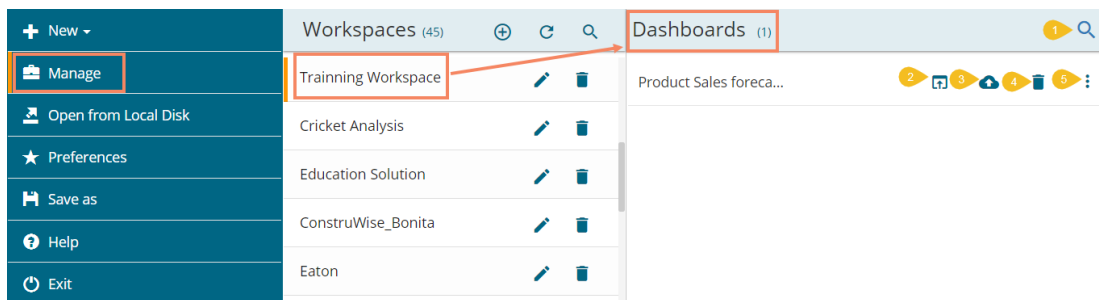 New
Manage
Open from Local Disk
Preferences
Save as
Help
Exit
Workspaces (45)
Trainning Workspace
Cricket Analysis
Education Solution
ConstruWise_Bonita
Eaton
Dashboards (1)
1
Product Sales foreca...
2
3
4
5